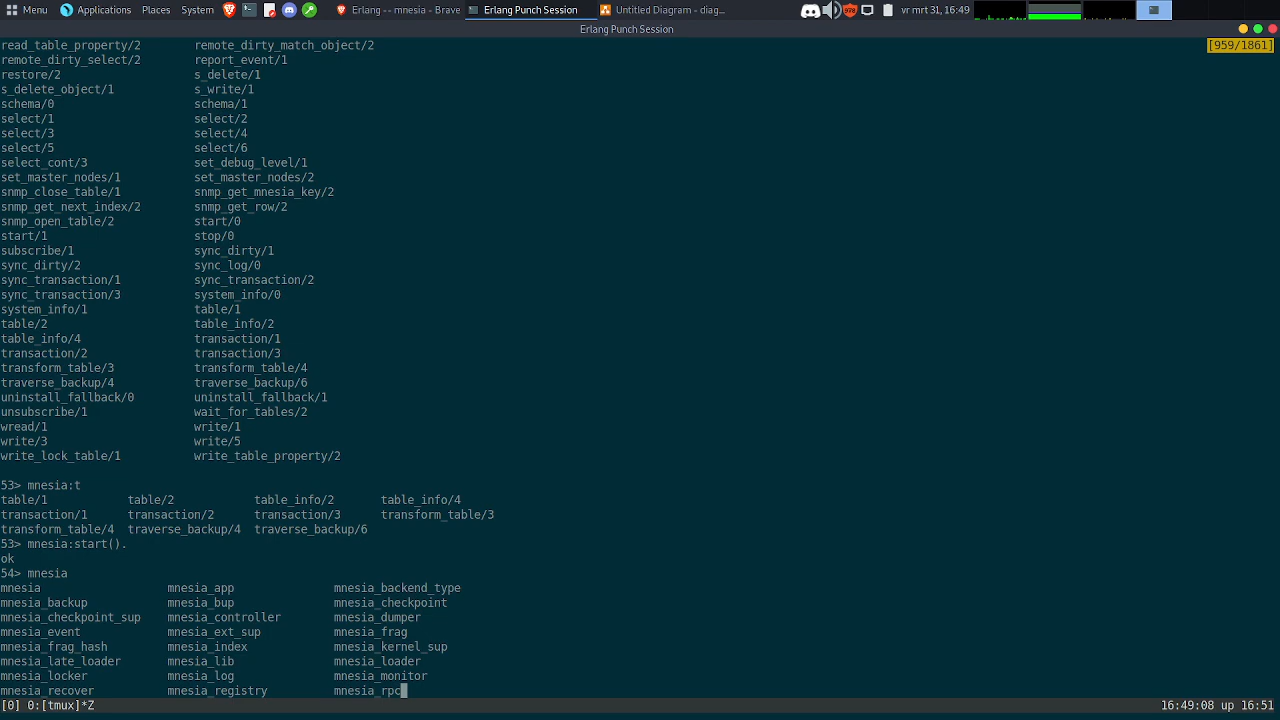 Menu Applications Places System Erlang -- mnesia - Brave Erlang Punch Session Untitled Diagram - diag... vr mrt 31, 16:49
Erlang Punch Session
read_table_property/2 remote_dirty_match_object/2 [959/1861]
remote_dirty_select/2 report_event/1
restore/2 s_delete/1
s_delete_object/1 s_write/1
schema/0 schema/1
select/1 select/2
select/3 select/4
select/5 select/6
select_cont/3 set_debug_level/1
set_master_nodes/1 set_master_nodes/2
snmp_close_table/1 snmp_get_mnesia_key/2
snmp_get_next_index/2 snmp_get_row/2
snmp_open_table/2 start/0
start/1 stop/0
subscribe/1 sync_dirty/1
sync_dirty/2 sync_log/0
sync_transaction/1 sync_transaction/2
sync_transaction/3 system_info/0
system_info/1 table/1
table/2 table_info/2
table_info/4 transaction/1
transaction/2 transaction/3
transform_table/3 transform_table/4
traverse_backup/4 traverse_backup/6
uninstall_fallback/0 uninstall_fallback/1
unsubscribe/1 wait_for_tables/2
wread/1 write/1
write/3 write/5
write_lock_table/1 write_table_property/2
53> mnesia:t
table/1 table/2 table_info/2 table_info/4
transaction/1 transaction/2 transaction/3 transform_table/3
transform_table/4 traverse_backup/4 traverse_backup/6
53> mnesia:start().
ok
54> mnesia
mnesia mnesia_app mnesia_backend_type
mnesia_backup mnesia_bup mnesia_checkpoint
mnesia_checkpoint_sup mnesia_controller mnesia_dumper
mnesia_event mnesia_ext_sup mnesia_frag
mnesia_frag_hash mnesia_index mnesia_kernel_sup
mnesia_late_loader mnesia_lib mnesia_loader
mnesia_locker mnesia_log mnesia_monitor
mnesia_recover mnesia_registry mnesia_rpc
[0] 0:[tmux]*Z 16:49:08 up 16:51